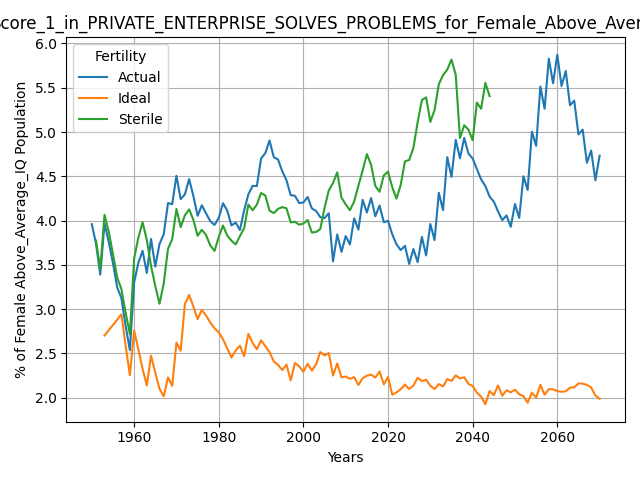 core_1_in_PRIVATE_ENTERPRISE_SOLVES_PROBLEMS_for_Female_Above_Aver
% of Female Above_Average_IQ Population
6.0
5.5
5.0
4.5
4.0
3.5
3.0
2.5
2.0
Fertility
Actual
Ideal
Sterile
1960 1980 2000 2020 2040 2060
Years